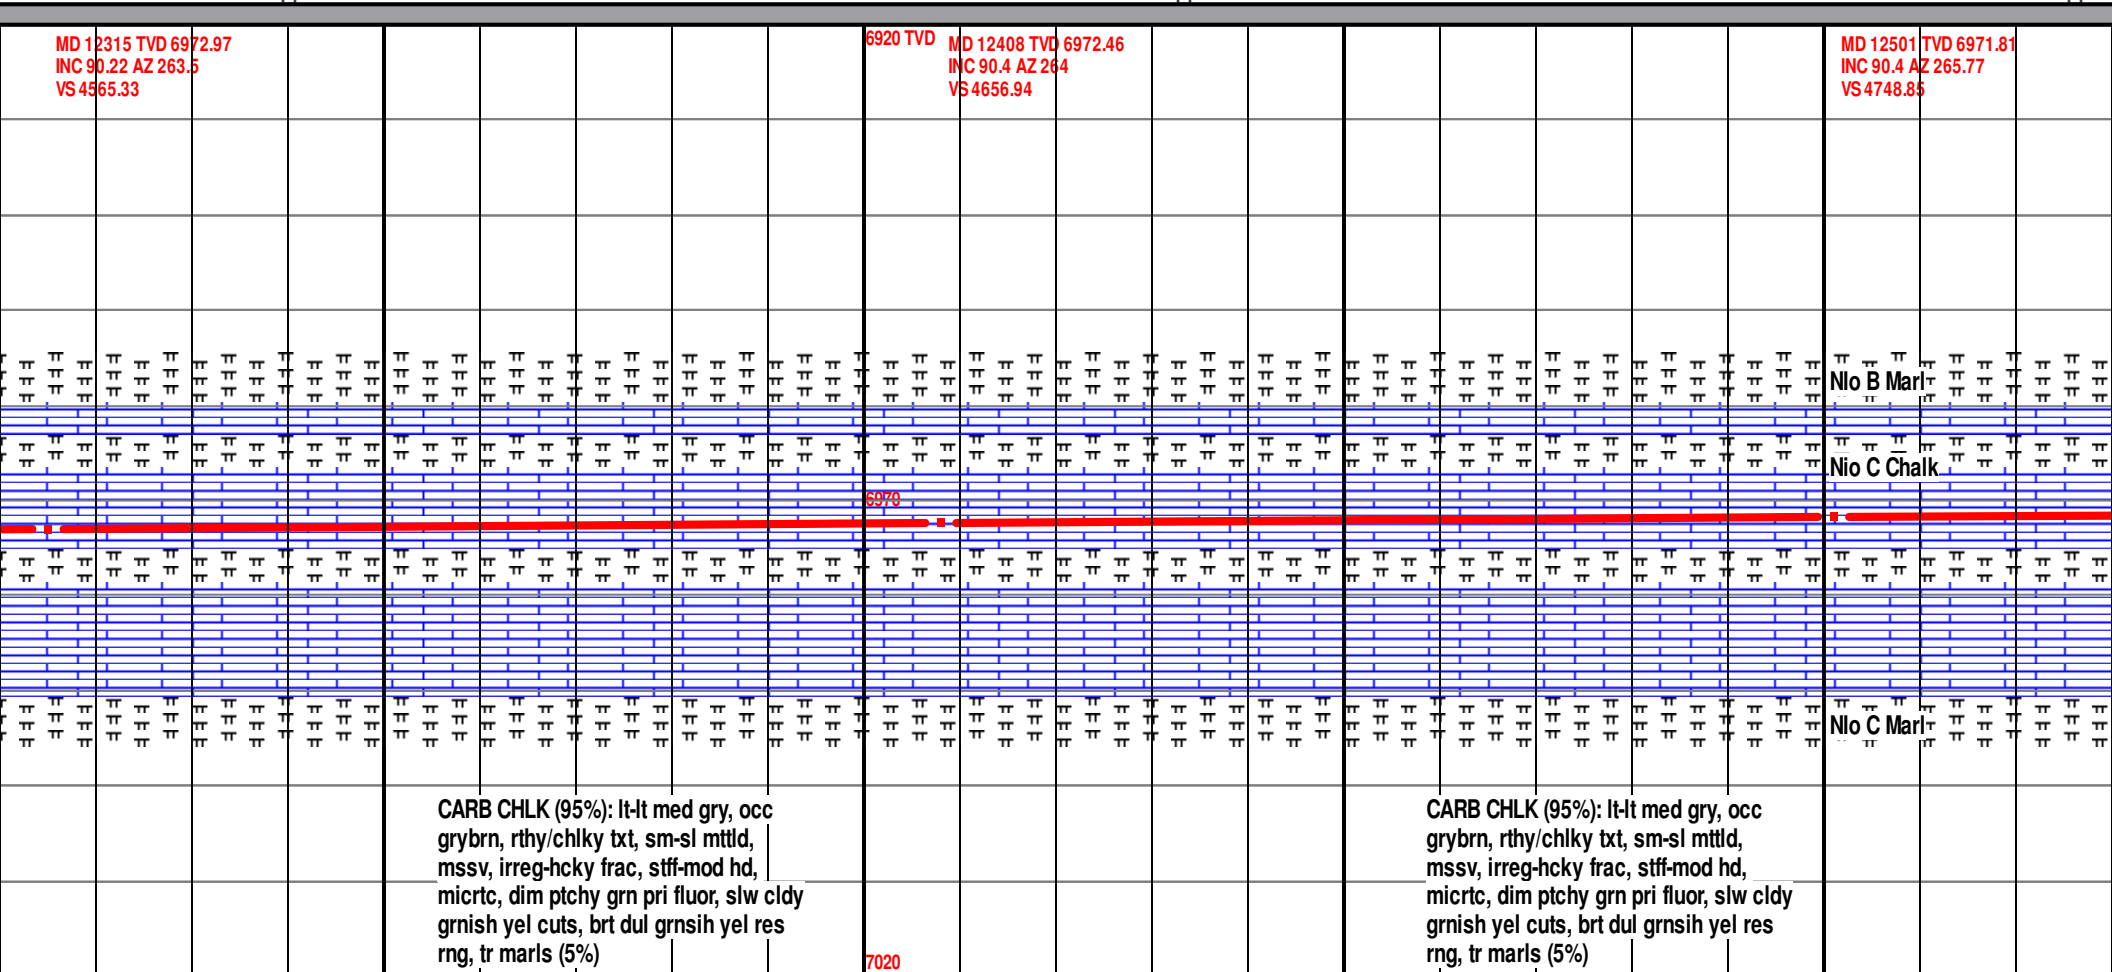 MD 12315 TVD 6972.97
INC 90.22 AZ 263.5
VS 4565.33
6920 TVD
MD 12408 TVD 6972.46
INC 90.4 AZ 264
VS 4656.94
MD 12501 TVD 6971.81
INC 90.4 AZ 265.77
VS 4748.85
NIo B Marl
Nio C Chalk
6970
NIo C Marl
CARB CHLK (95%): lt-lt med gry, occ
grybrn, rthy/chlky txt, sm-sl mttld,
mssv, irreg-hcky frac, stff-mod hd,
micrtc, dim ptchy grn pri fluor, slw cldy
grnish yel cuts, brt dul grnsih yel res
rng, tr marls (5%)
CARB CHLK (95%): lt-lt med gry, occ
grybrn, rthy/chlky txt, sm-sl mttld,
mssv, irreg-hcky frac, stff-mod hd,
micrtc, dim ptchy grn pri fluor, slw cldy
grnish yel cuts, brt dul grnsih yel res
rng, tr marls (5%)
7020